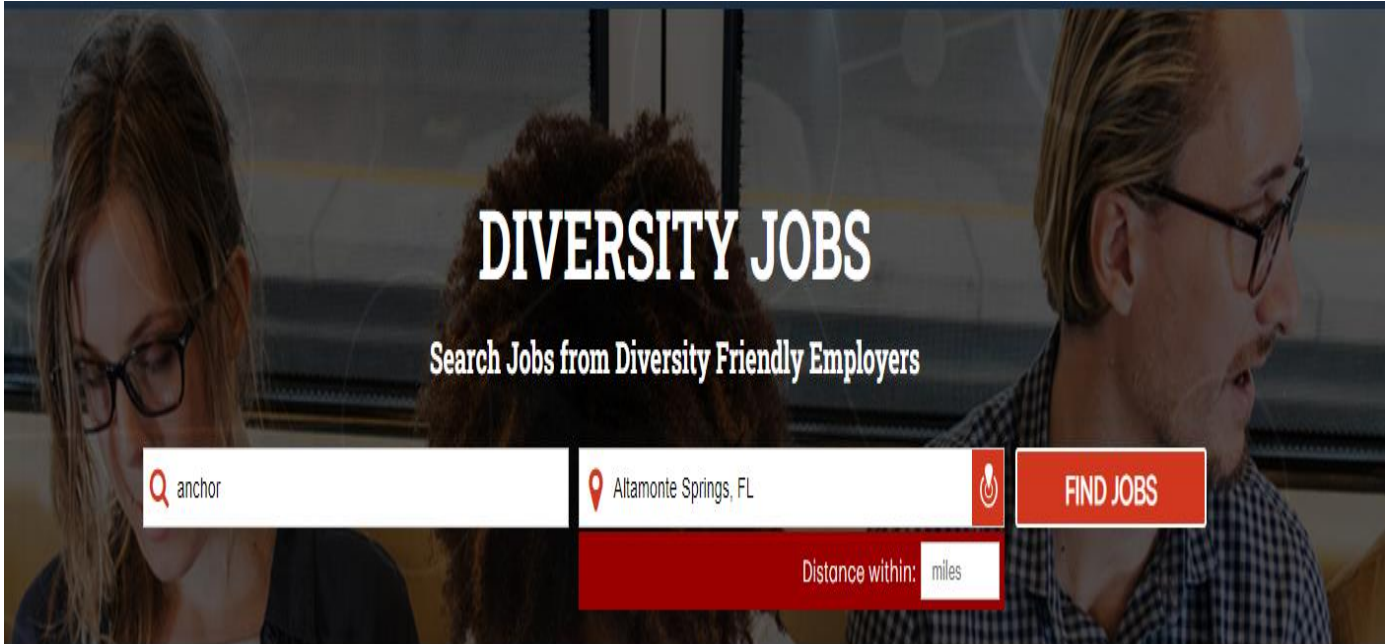 DIVERSITY JOBS
Search Jobs from Diversity Friendly Employers
anchor
Altamonte Springs, FL
FIND JOBS
Distance within: miles